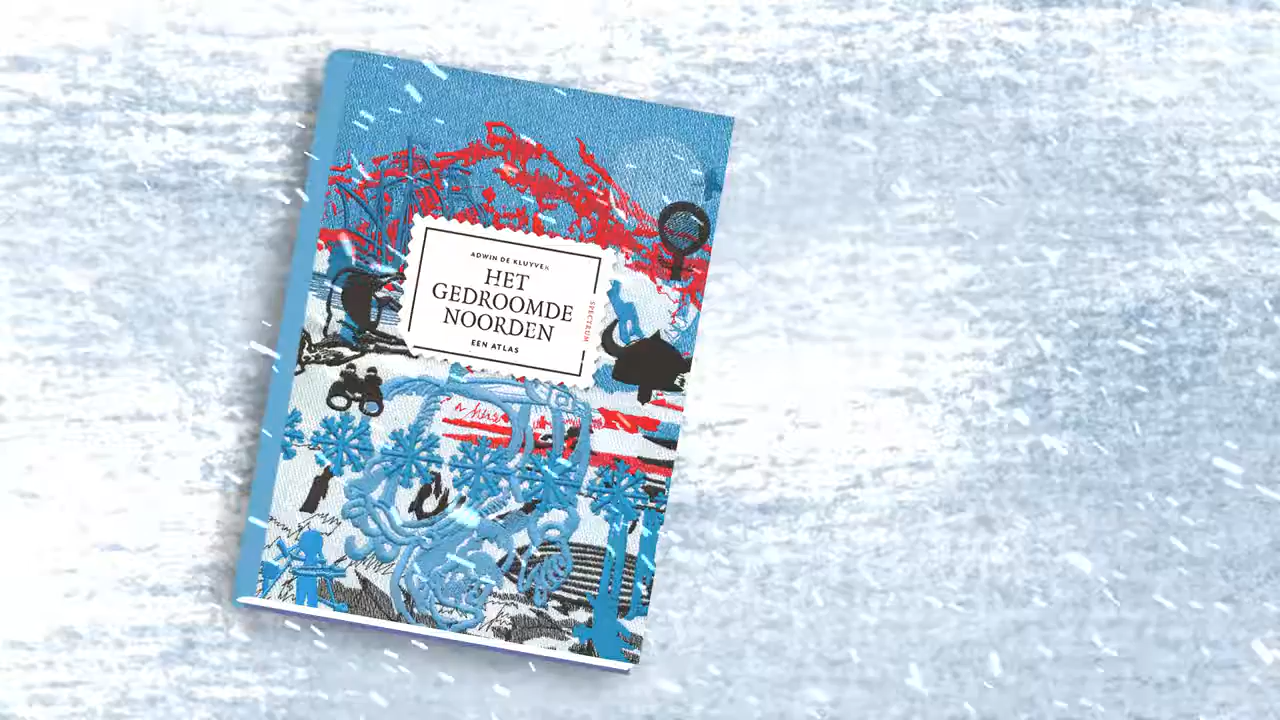 ADWIN DE KLUYVER
HET
GEDROOMDE
NOORDEN
EEN ATLAS
SPECTRUM